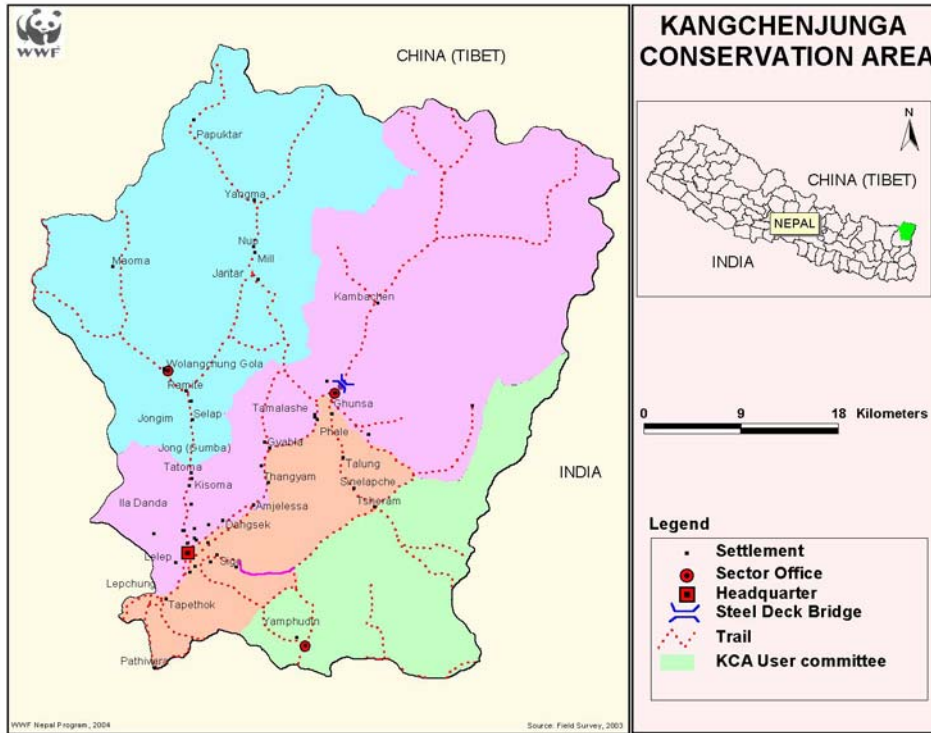 WWF
CHINA (TIBET)
Papuktar
Yangma
Nup
Mill
Maoma
Jantar
Kambachen
Wolangchung Gola
Ramite
Ghunsa
Jongim
Selap
Tamalashe
Phale
Jong (Gumba)
Gyabla
Tatoma
Talung
Kisoma
Thangyam
Sinelapche
Ila Danda
Amjelessa
Tsheram
Dangsek
Lelep
Lepchung
Tapethok
Yamphudin
Pathivara
INDIA
WWF Nepal Program, 2004
Source: Field Survey, 2003
KANGCHENJUNGA
CONSERVATION AREA
N
CHINA (TIBET)
NEPAL
INDIA
0 9 18 Kilometers
Legend
Settlement
Sector Office
Headquarter
Steel Deck Bridge
Trail
KCA User committee